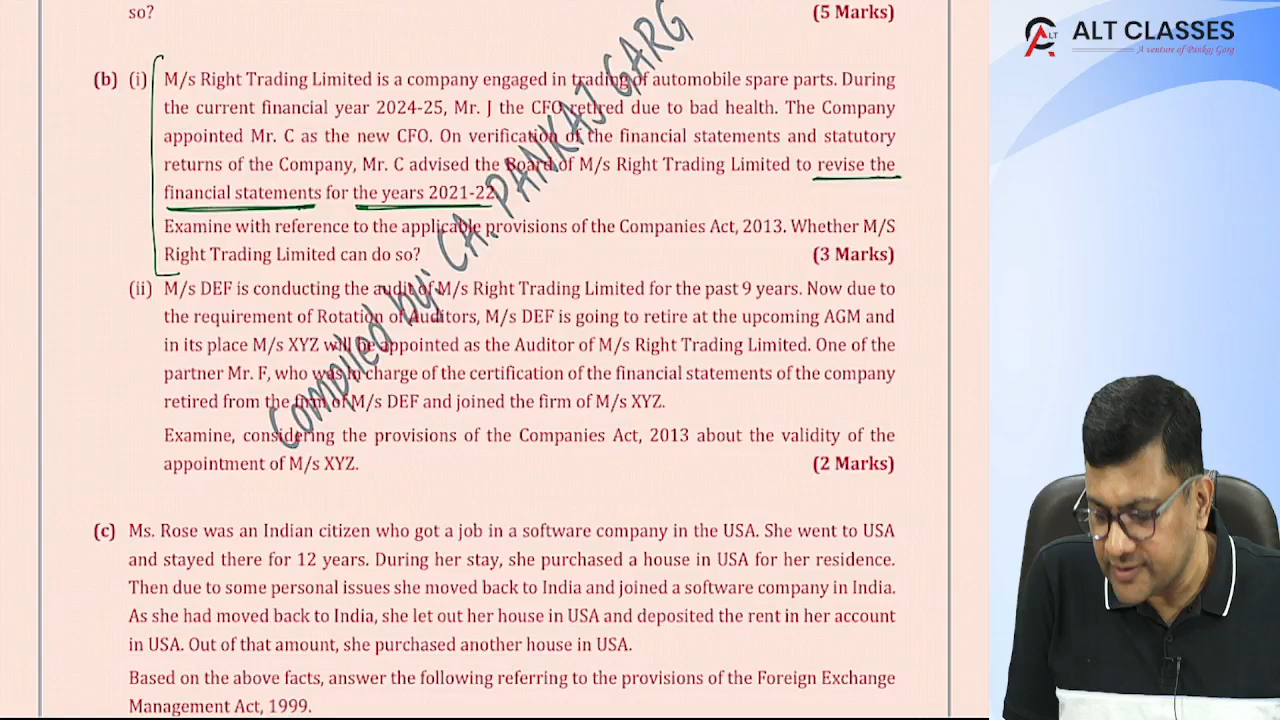 so?
(5 Marks)
ALT CLASSES
A venture of Pankaj Garg
ALT
(b) (i) M/s Right Trading Limited is a company engaged in trading of automobile spare parts. During
the current financial year 2024-25, Mr. J the CFO retired due to bad health. The Company
appointed Mr. C as the new CFO. On verification of the financial statements and statutory
returns of the Company, Mr. C advised the Board of M/s Right Trading Limited to revise the
financial statements for the years 2021-22.
Examine with reference to the applicable provisions of the Companies Act, 2013. Whether M/S
Right Trading Limited can do so? (3 Marks)
(ii) M/s DEF is conducting the audit of M/s Right Trading Limited for the past 9 years. Now due to
the requirement of Rotation of Auditors, M/s DEF is going to retire at the upcoming AGM and
in its place M/s XYZ will be appointed as the Auditor of M/s Right Trading Limited. One of the
partner Mr. F, who was in charge of the certification of the financial statements of the company
retired from the firm of M/s DEF and joined the firm of M/s XYZ.
Examine, considering the provisions of the Companies Act, 2013 about the validity of the
appointment of M/s XYZ. (2 Marks)
(c) Ms. Rose was an Indian citizen who got a job in a software company in the USA. She went to USA
and stayed there for 12 years. During her stay, she purchased a house in USA for her residence.
Then due to some personal issues she moved back to India and joined a software company in India.
As she had moved back to India, she let out her house in USA and deposited the rent in her account
in USA. Out of that amount, she purchased another house in USA.
Based on the above facts, answer the following referring to the provisions of the Foreign Exchange
Management Act, 1999.
Compiled by: CA. PANKAJ GARG